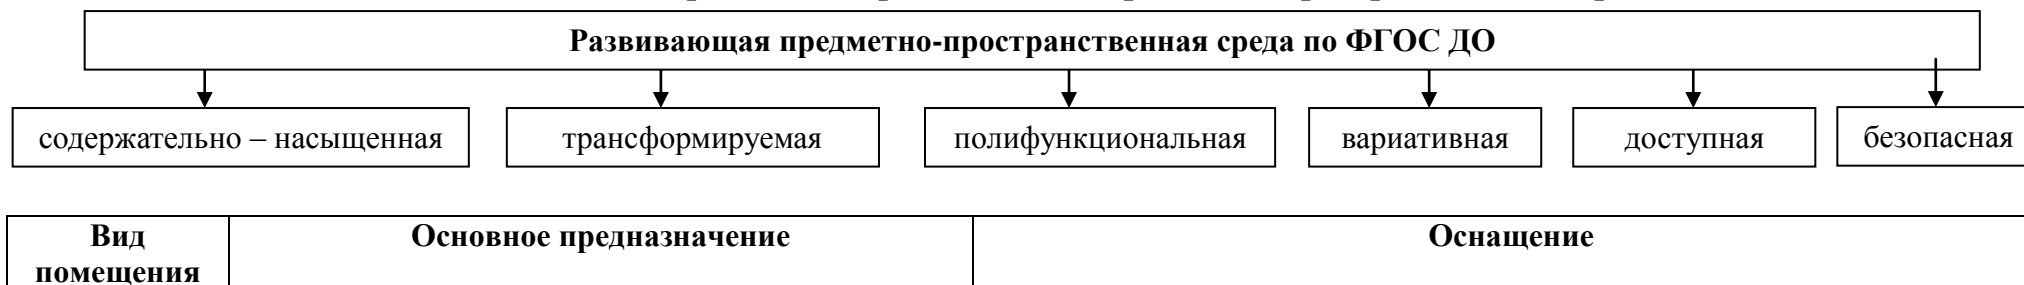 Развивающая предметно-пространственная среда по ФГОС ДО
содержательно – насыщенная трансформируемая полифункциональная вариативная доступная безопасная
Вид Основное предназначение Оснащение
помещения